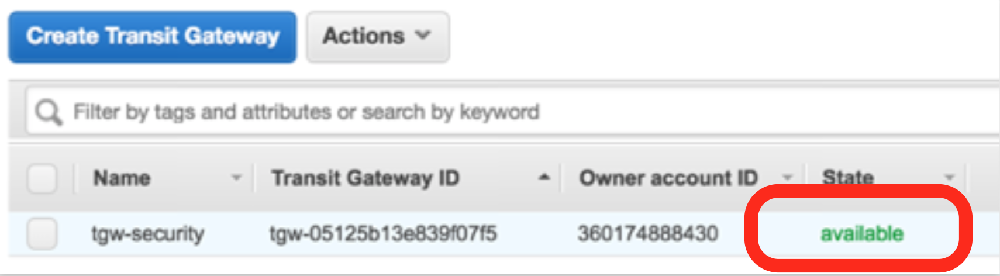 Create Transit Gateway Actions
Filter by tags and attributes or search by keyword
Name Transit Gateway ID Owner account ID State
tgw-security tgw-05125b13e839f07f5 360174888430 available